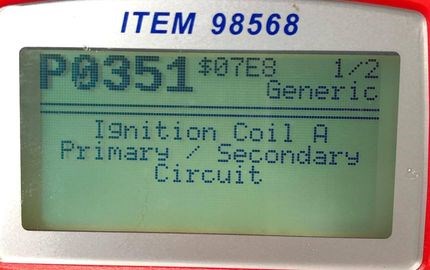 ITEM 98568
P0351 $07E8 1/2
Generic
Ignition Coil A
Primary / Secondary
Circuit